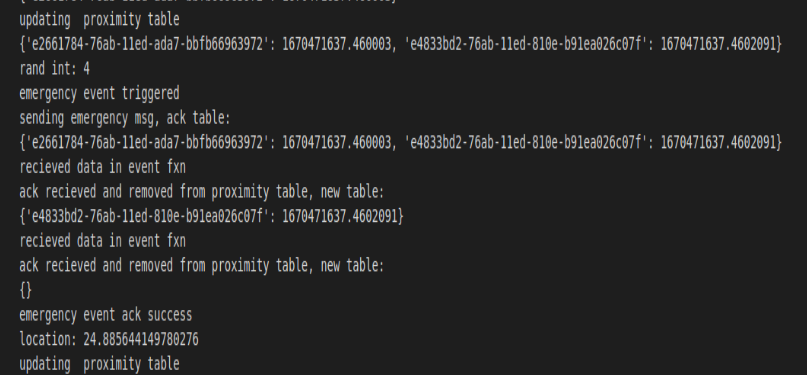 updating  proximity table
{'e2661784-76ab-11ed-ada7-bbfb66963972': 1670471637.460003, 'e4833bd2-76ab-11ed-810e-b91ea026c07f': 1670471637.4602091}
rand int: 4
emergency event triggered
sending emergency msg, ack table:
{'e2661784-76ab-11ed-ada7-bbfb66963972': 1670471637.460003, 'e4833bd2-76ab-11ed-810e-b91ea026c07f': 1670471637.4602091}
recieved data in event fxn
ack recieved and removed from proximity table, new table:
{'e4833bd2-76ab-11ed-810e-b91ea026c07f': 1670471637.4602091}
recieved data in event fxn
ack recieved and removed from proximity table, new table:
{}
emergency event ack success
location: 24.885644149780276
updating  proximity table